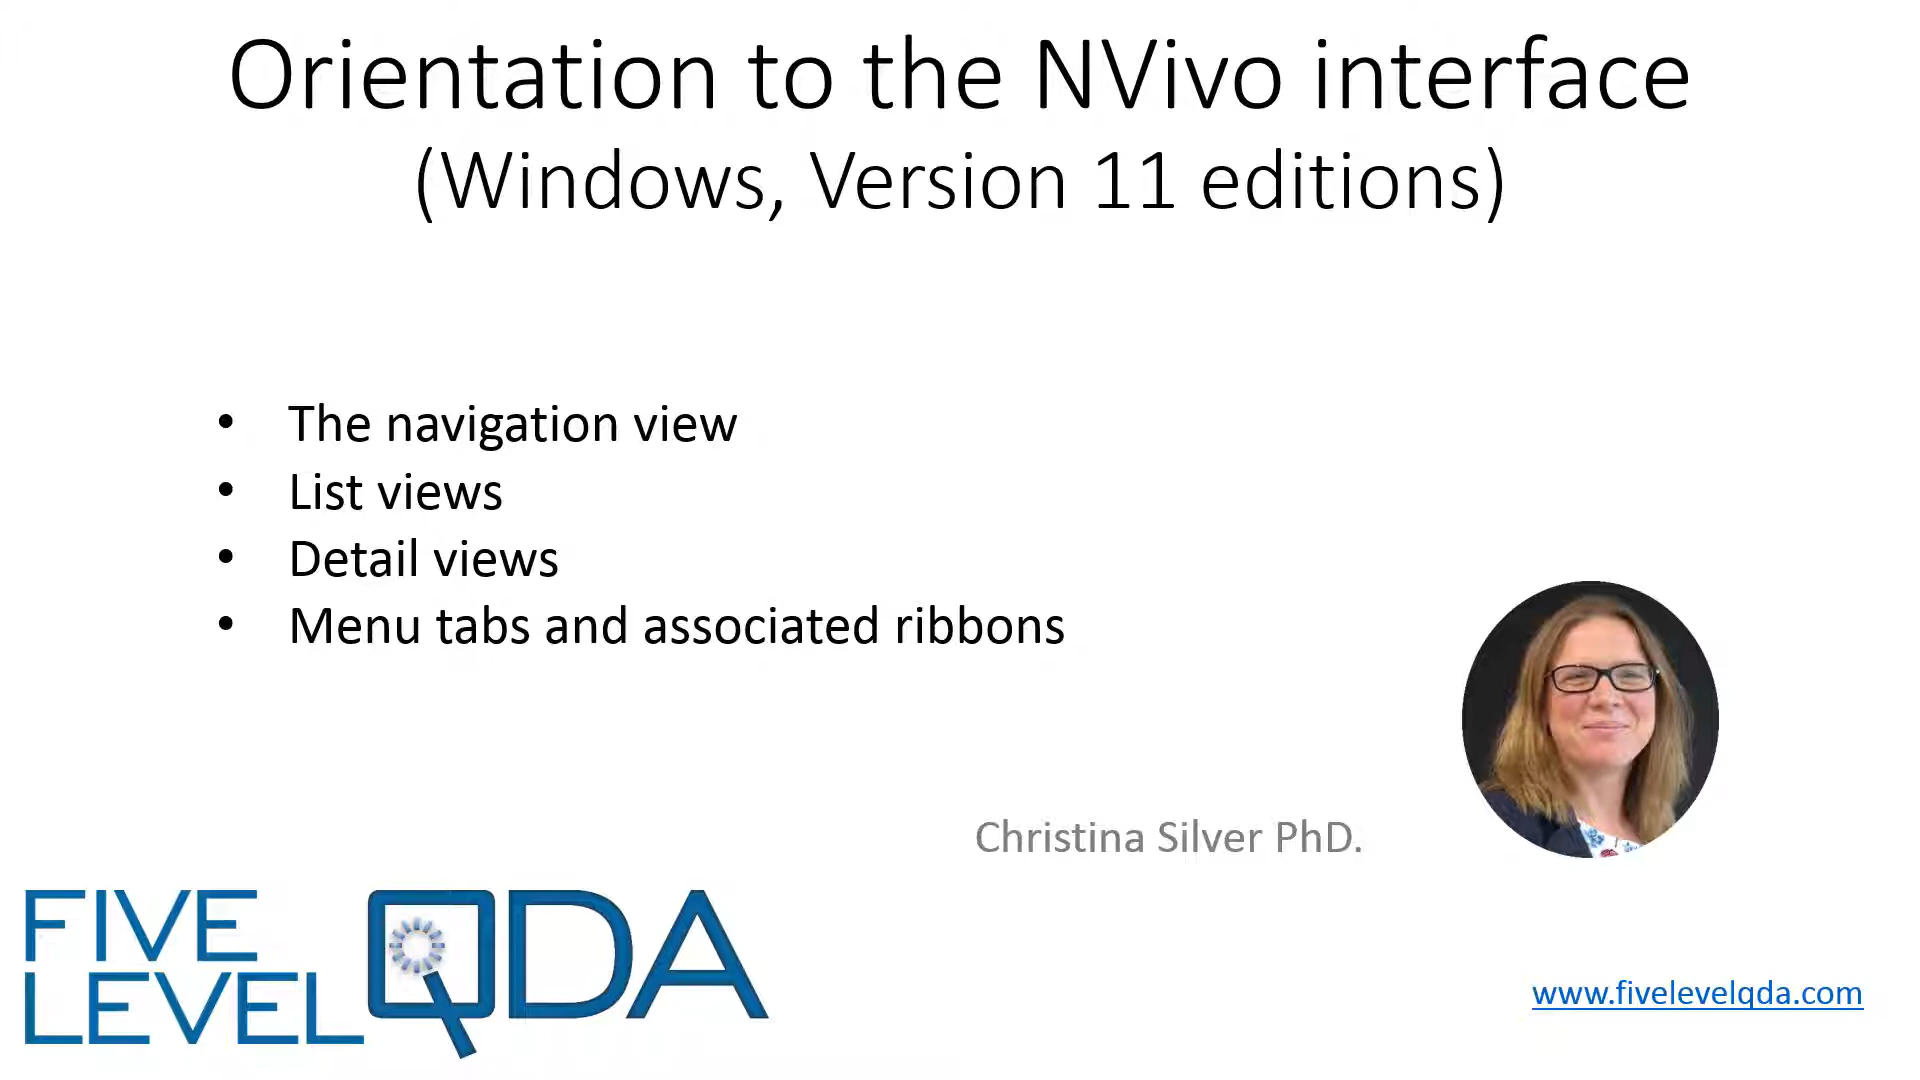 Orientation to the NVivo interface
(Windows, Version 11 editions)
• The navigation view
• List views
• Detail views
• Menu tabs and associated ribbons
Christina Silver PhD.
FIVE LEVEL QDA
www.fivelevelqda.com